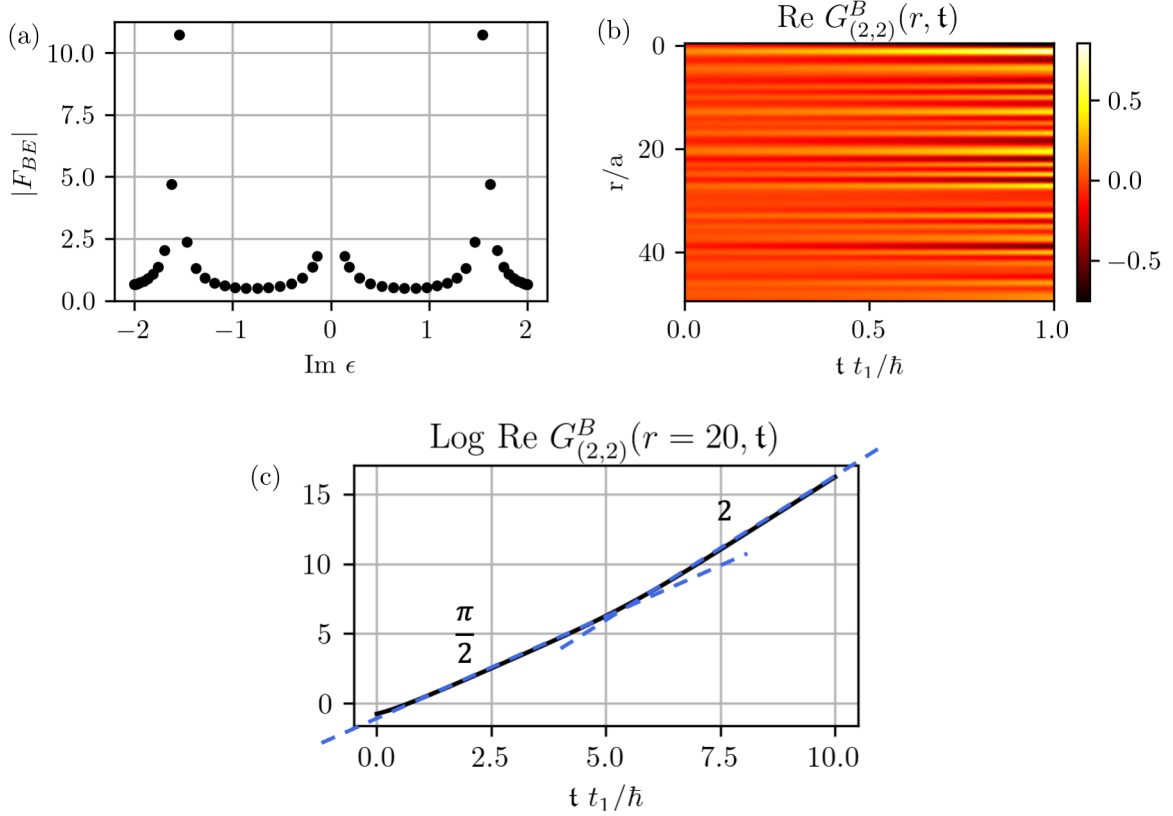 (a)
|F_{BE}|
10.0
7.5
5.0
2.5
0.0
−2
−1
0
1
2
Im ϵ
(b)
Re G^B_{(2,2)}(r, 𝔱)
r/a
0
20
40
0.0
0.5
1.0
𝔱 t_1/ℏ
0.5
0.0
−0.5
(c)
Log Re G^B_{(2,2)}(r = 20, 𝔱)
15
10
5
0
π/2
2
0.0
2.5
5.0
7.5
10.0
𝔱 t_1/ℏ